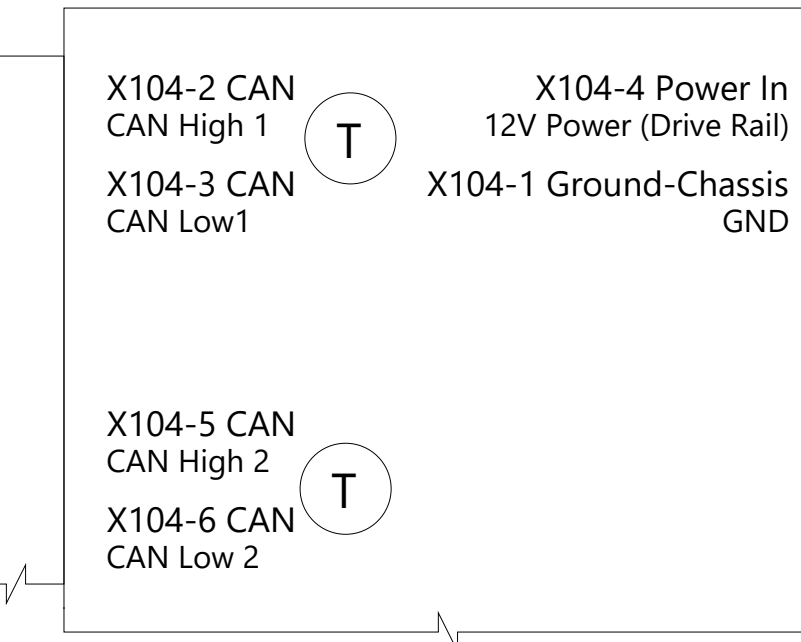 X104-2 CAN
CAN High 1
T
X104-3 CAN
CAN Low1
X104-4 Power In
12V Power (Drive Rail)
X104-1 Ground-Chassis
GND
X104-5 CAN
CAN High 2
T
X104-6 CAN
CAN Low 2